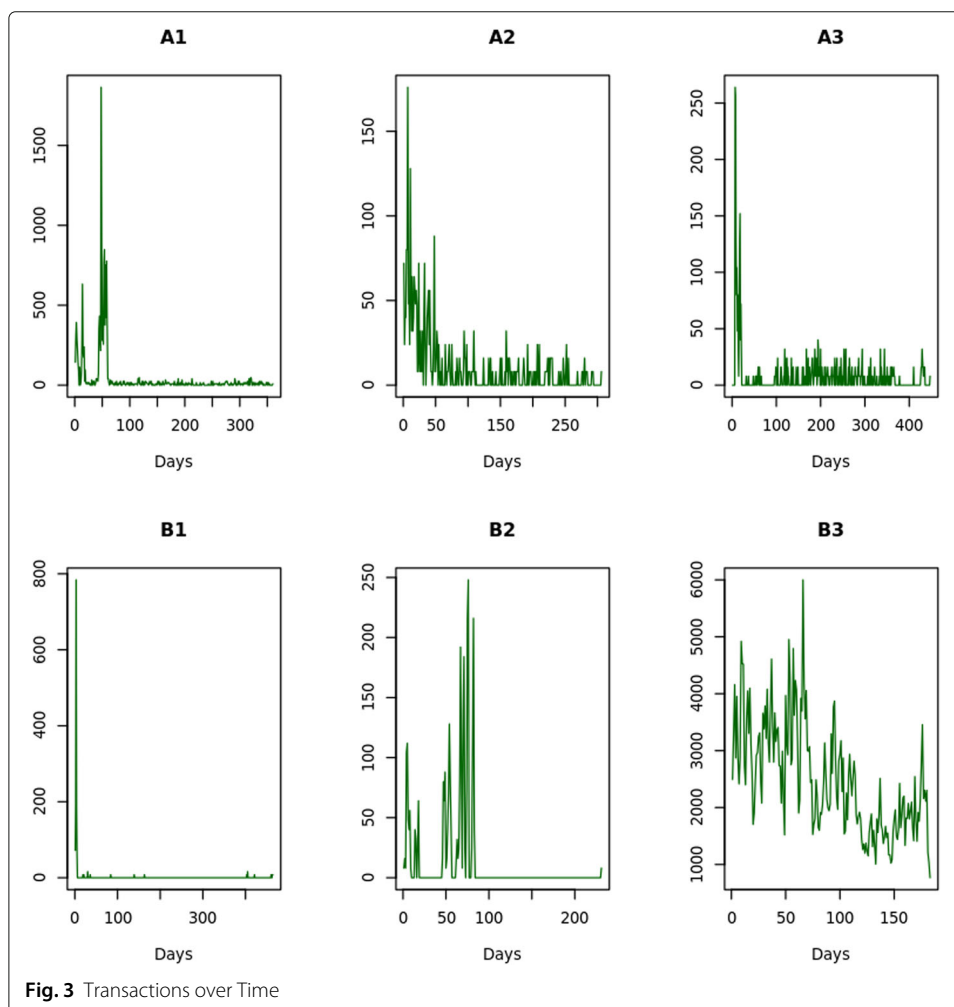 A1
A2
A3
0 500 1000 1500
0 50 100 150
0 50 100 150 200 250
0 100 200 300
0 50 150 250
0 100 200 300 400
Days
Days
Days
B1
B2
B3
0 200 400 600 800
0 50 100 150 200 250
1000 2000 3000 4000 5000 6000
0 100 300
0 50 100 200
0 50 100 150
Days
Days
Days
Fig. 3 Transactions over Time